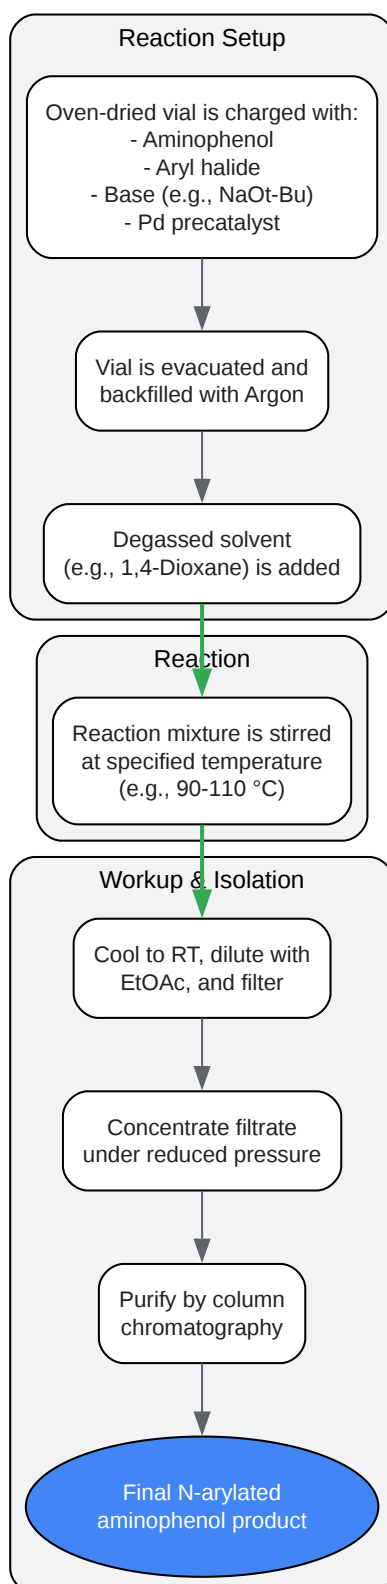 Reaction Setup
Oven-dried vial is charged with:
- Aminophenol
- Aryl halide
- Base (e.g., NaOt-Bu)
- Pd precatalyst
Vial is evacuated and
backfilled with Argon
Degassed solvent
(e.g., 1,4-Dioxane) is added
Reaction
Reaction mixture is stirred
at specified temperature
(e.g., 90-110 °C)
Workup & Isolation
Cool to RT, dilute with
EtOAc, and filter
Concentrate filtrate
under reduced pressure
Purify by column
chromatography
Final N-arylated
aminophenol product